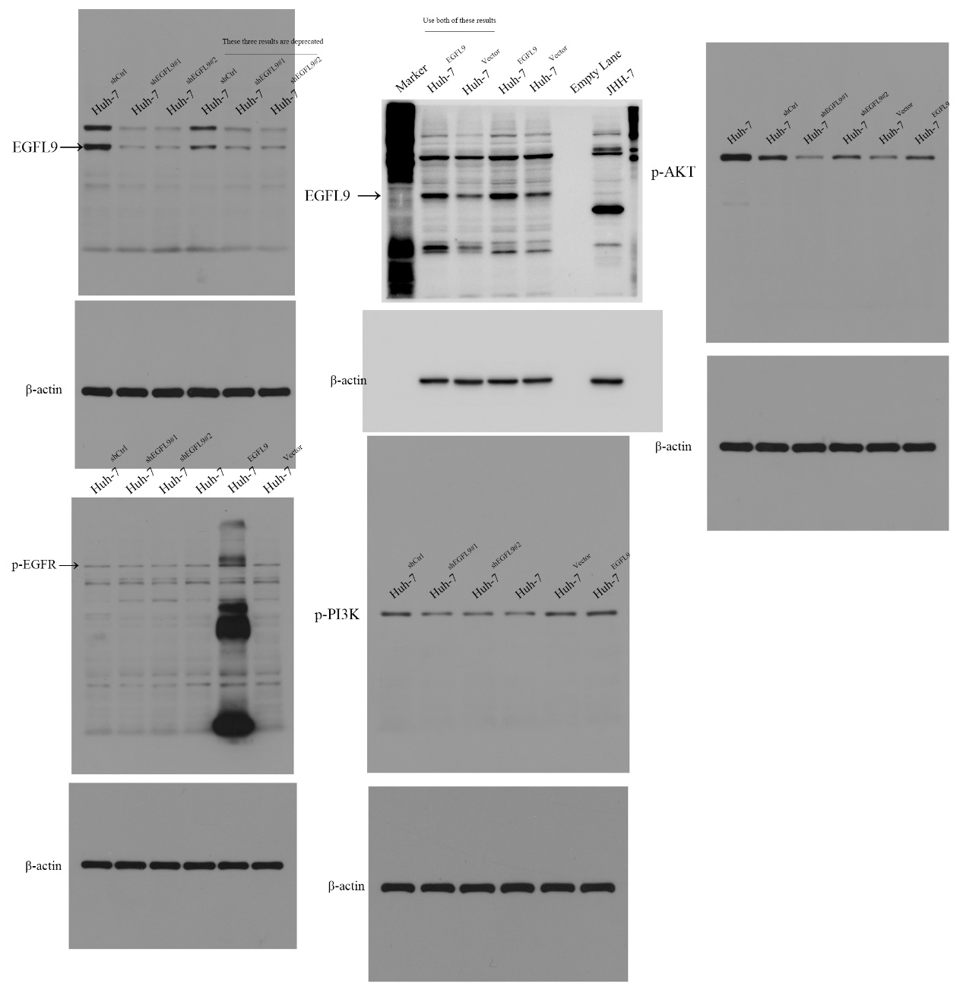 These three results are deprecated
Huh-7 shCtrl Huh-7 shEGFL9#1 Huh-7 shEGFL9#2 Huh-7 shCtrl Huh-7 shEGFL9#1 Huh-7 shEGFL9#2
EGFL9
β-actin
Huh-7 shCtrl Huh-7 shEGFL9#1 Huh-7 shEGFL9#2 Huh-7 Huh-7 EGFL9 Huh-7 Vector
p-EGFR
β-actin
Use both of these results
Marker Huh-7 EGFL9 Huh-7 Vector Huh-7 EGFL9 Huh-7 Vector Empty Lane JHH-7
EGFL9
β-actin
Huh-7 shCtrl Huh-7 shEGFL9#1 Huh-7 shEGFL9#2 Huh-7 Huh-7 Vector Huh-7 EGFL9
p-PI3K
β-actin
Huh-7 Huh-7 shCtrl Huh-7 shEGFL9#1 Huh-7 shEGFL9#2 Huh-7 Vector Huh-7 EGFL9
p-AKT
β-actin